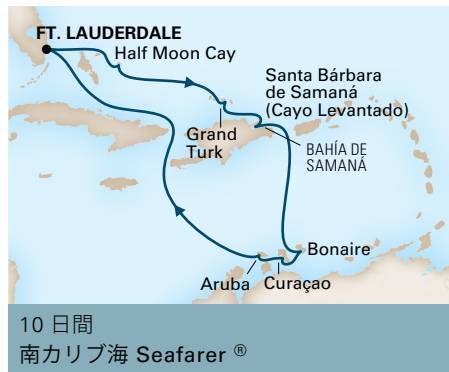 FT. LAUDERDALE
Half Moon Cay
Santa Bárbara
de Samaná
(Cayo Levantado)
Grand
Turk
BAHÍA DE
SAMANÁ
Bonaire
Aruba
Curaçao
10 日間
南カリブ海 Seafarer ®